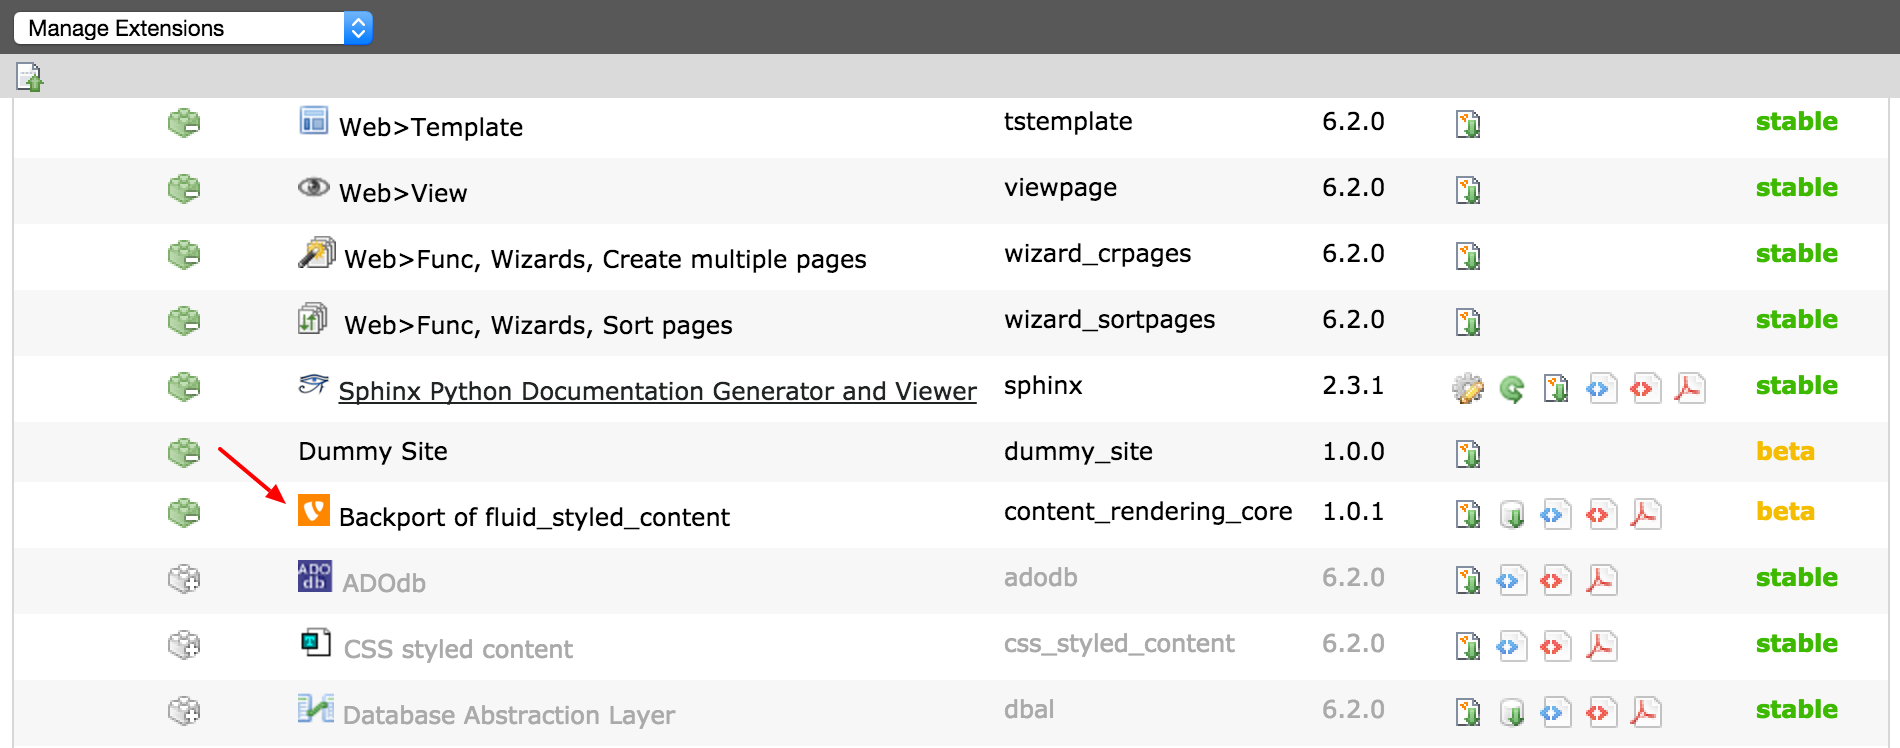 Manage Extensions
Web>Template tstemplate 6.2.0 stable
Web>View viewpage 6.2.0 stable
Web>Func, Wizards, Create multiple pages wizard_crpages 6.2.0 stable
Web>Func, Wizards, Sort pages wizard_sortpages 6.2.0 stable
Sphinx Python Documentation Generator and Viewer sphinx 2.3.1 stable
Dummy Site dummy_site 1.0.0 beta
Backport of fluid_styled_content content_rendering_core 1.0.1 beta
ADO db ADOdb adodb 6.2.0 stable
CSS styled content css_styled_content 6.2.0 stable
Database Abstraction Layer dbal 6.2.0 stable